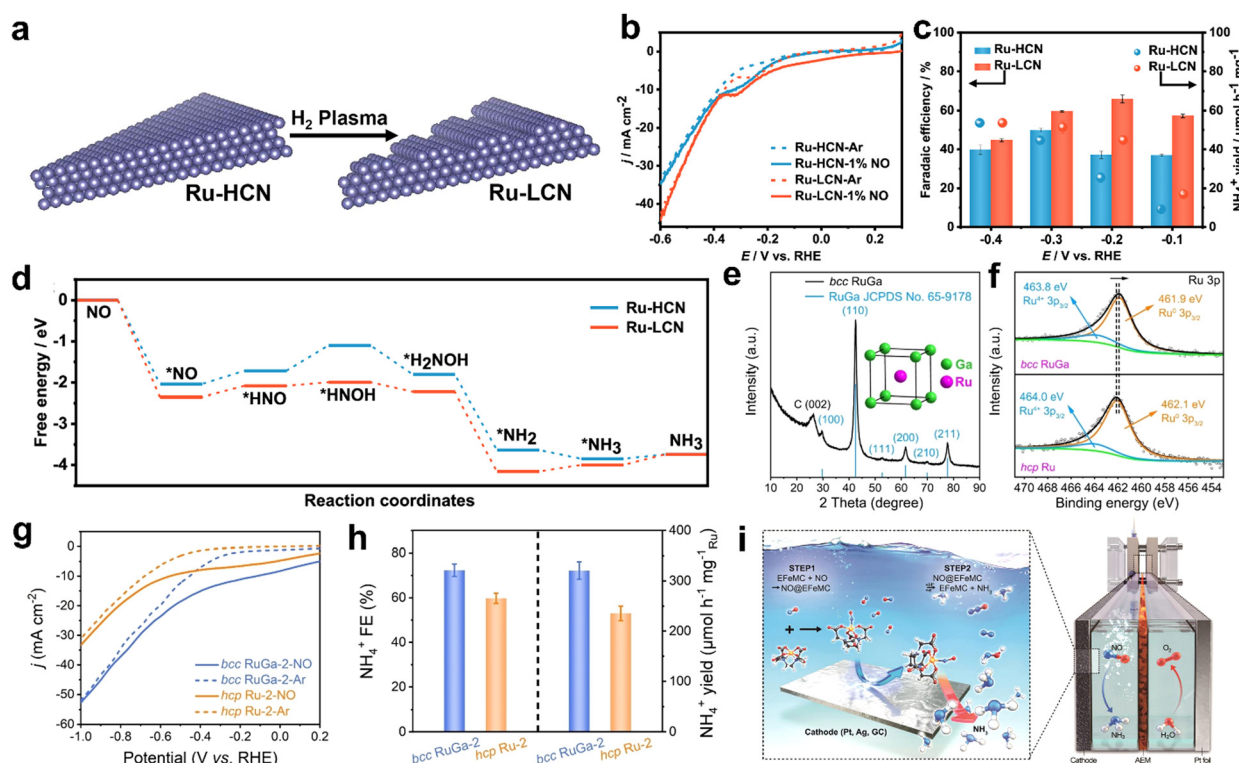 a
H2 Plasma
Ru-HCN
Ru-LCN
b
j / mA cm-2
0
-10
-20
-30
-40
Ru-HCN-Ar
Ru-HCN-1% NO
Ru-LCN-Ar
Ru-LCN-1% NO
-0.6 -0.4 -0.2 0.0 0.2
E / V vs. RHE
c
Faradaic efficiency / %
100
80
60
40
20
0
Ru-HCN
Ru-LCN
Ru-HCN
Ru-LCN
100
80
60
40
20
0
NH4+ yield / μmol h-1 mg-1
-0.4 -0.3 -0.2 -0.1
E / V vs. RHE
d
Free energy / eV
0
-1
-2
-3
-4
NO
*NO
*HNO
*HNOH
*H2NOH
*NH2
*NH3
NH3
Ru-HCN
Ru-LCN
Reaction coordinates
e
Intensity (a.u.)
bcc RuGa
RuGa JCPDS No. 65-9178
(110)
Ga
Ru
C (002)
(100)
(111)
(200)
(210)
(211)
10 20 30 40 50 60 70 80 90
2 Theta (degree)
f
Intensity (a.u.)
Ru 3p
463.8 eV
Ru4+ 3p3/2
461.9 eV
Ru0 3p3/2
bcc RuGa
464.0 eV
Ru4+ 3p3/2
462.1 eV
Ru0 3p3/2
hcp Ru
470 468 466 464 462 460 458 456 454
Binding energy (eV)
g
j (mA cm-2)
0
-10
-20
-30
-40
-50
-60
bcc RuGa-2-NO
bcc RuGa-2-Ar
hcp Ru-2-NO
hcp Ru-2-Ar
-1.0 -0.8 -0.6 -0.4 -0.2 0.0 0.2
Potential (V vs. RHE)
h
NH4+ FE (%)
80
60
40
20
0
400
300
200
100
0
NH4+ yield (μmol h-1 mg-1Ru)
bcc RuGa-2
hcp Ru-2
bcc RuGa-2
hcp Ru-2
i
STEP1
EFeMC + NO
→NO@EFeMC
STEP2
NO@EFeMC
EFeMC + NH3
+
Cathode (Pt, Ag, GC)
NH3
NO
O2
NH3
H2O
Cathode
AEM
Pt foil